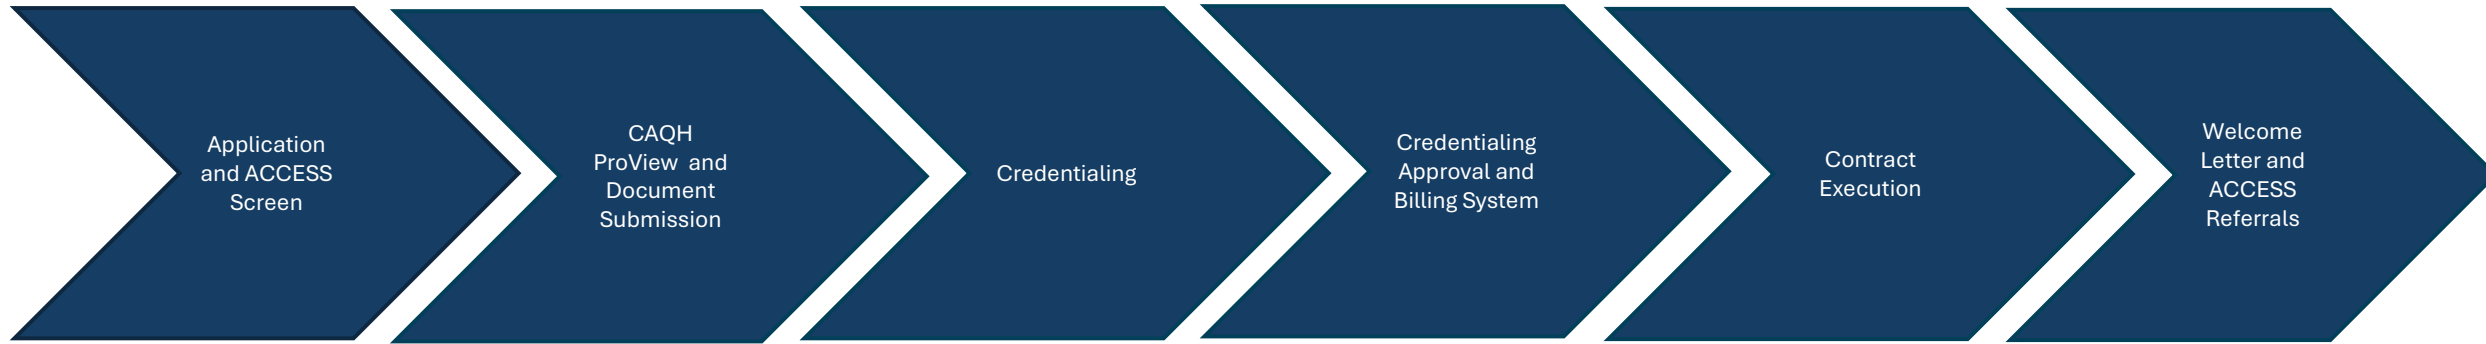 Application
and ACCESS
Screen
CAQH
ProView  and
Document
Submission
Credentialing
Credentialing
Approval and
Billing System
Contract
Execution
Welcome
Letter and
ACCESS
Referrals